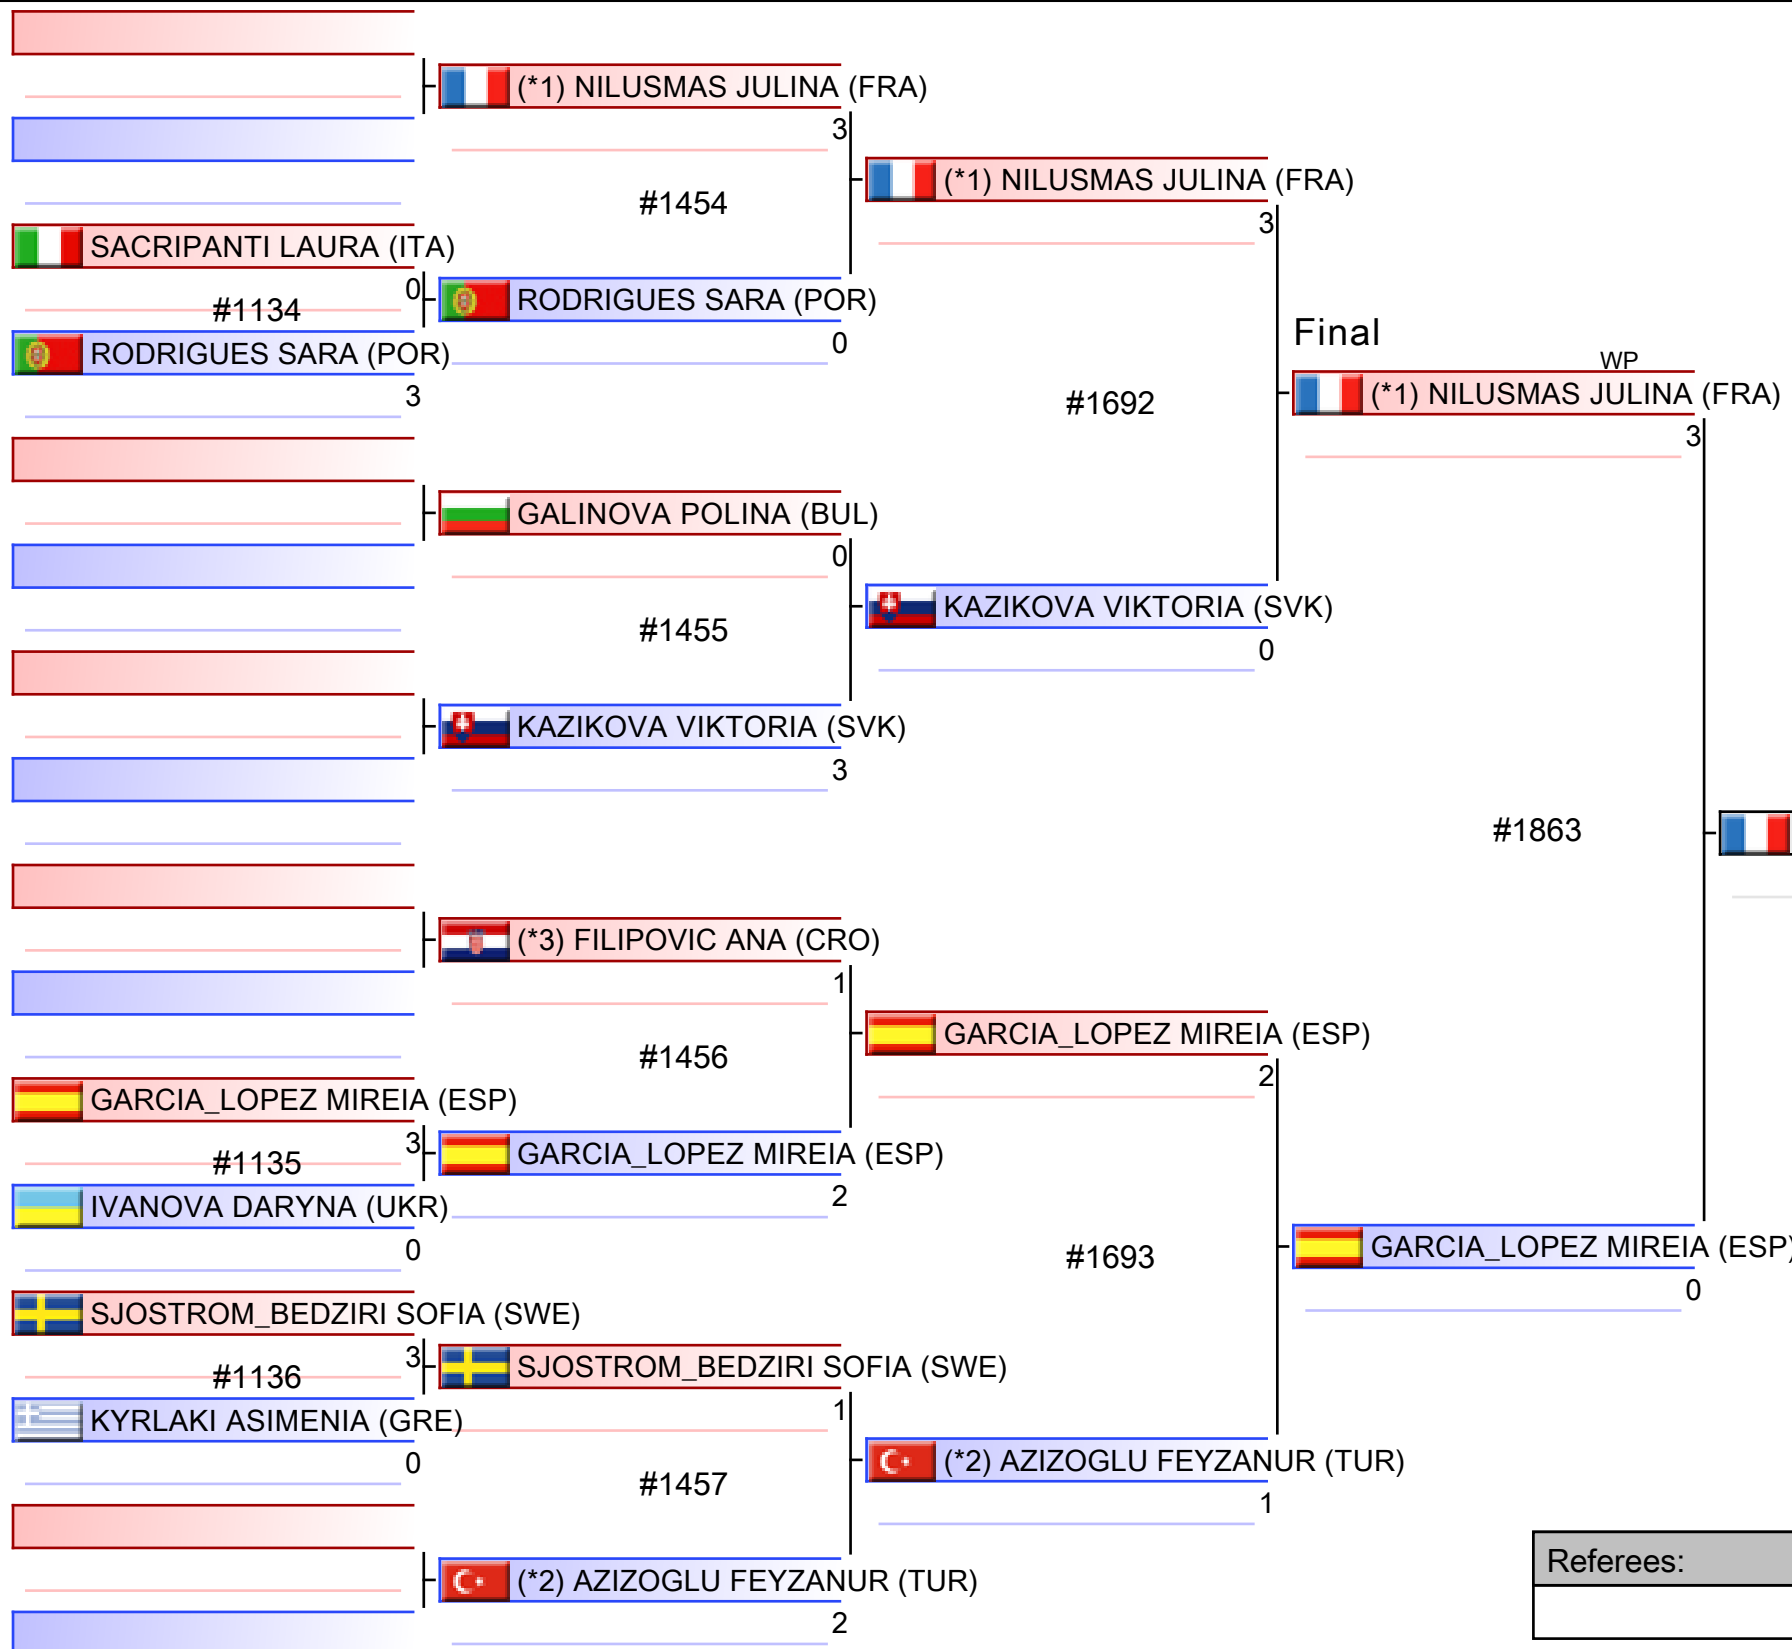 (*1) NILUSMAS JULINA (FRA)
3
#1454
SACRIPANTI LAURA (ITA)
0
#1134
RODRIGUES SARA (POR)
3
RODRIGUES SARA (POR)
0
GALINOVA POLINA (BUL)
0
#1455
KAZIKOVA VIKTORIA (SVK)
3
(*3) FILIPOVIC ANA (CRO)
1
#1456
GARCIA_LOPEZ MIREIA (ESP)
3
#1135
IVANOVA DARYNA (UKR)
0
GARCIA_LOPEZ MIREIA (ESP)
2
SJOSTROM_BEDZIRI SOFIA (SWE)
3
#1136
KYRLAKI ASIMENIA (GRE)
0
SJOSTROM_BEDZIRI SOFIA (SWE)
1
#1457
(*2) AZIZOGLU FEYZANUR (TUR)
2
(*1) NILUSMAS JULINA (FRA)
3
#1692
KAZIKOVA VIKTORIA (SVK)
0
GARCIA_LOPEZ MIREIA (ESP)
2
#1693
(*2) AZIZOGLU FEYZANUR (TUR)
1
Final
WP
(*1) NILUSMAS JULINA (FRA)
3
#1863
GARCIA_LOPEZ MIREIA (ESP)
0
Referees: